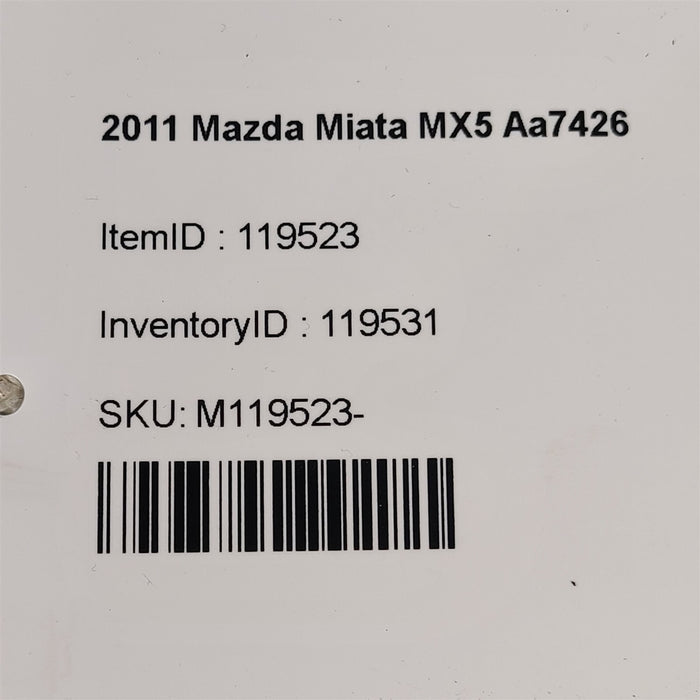 2011 Mazda Miata MX5 Aa7426
ItemID : 119523
InventoryID : 119531
SKU: M119523-